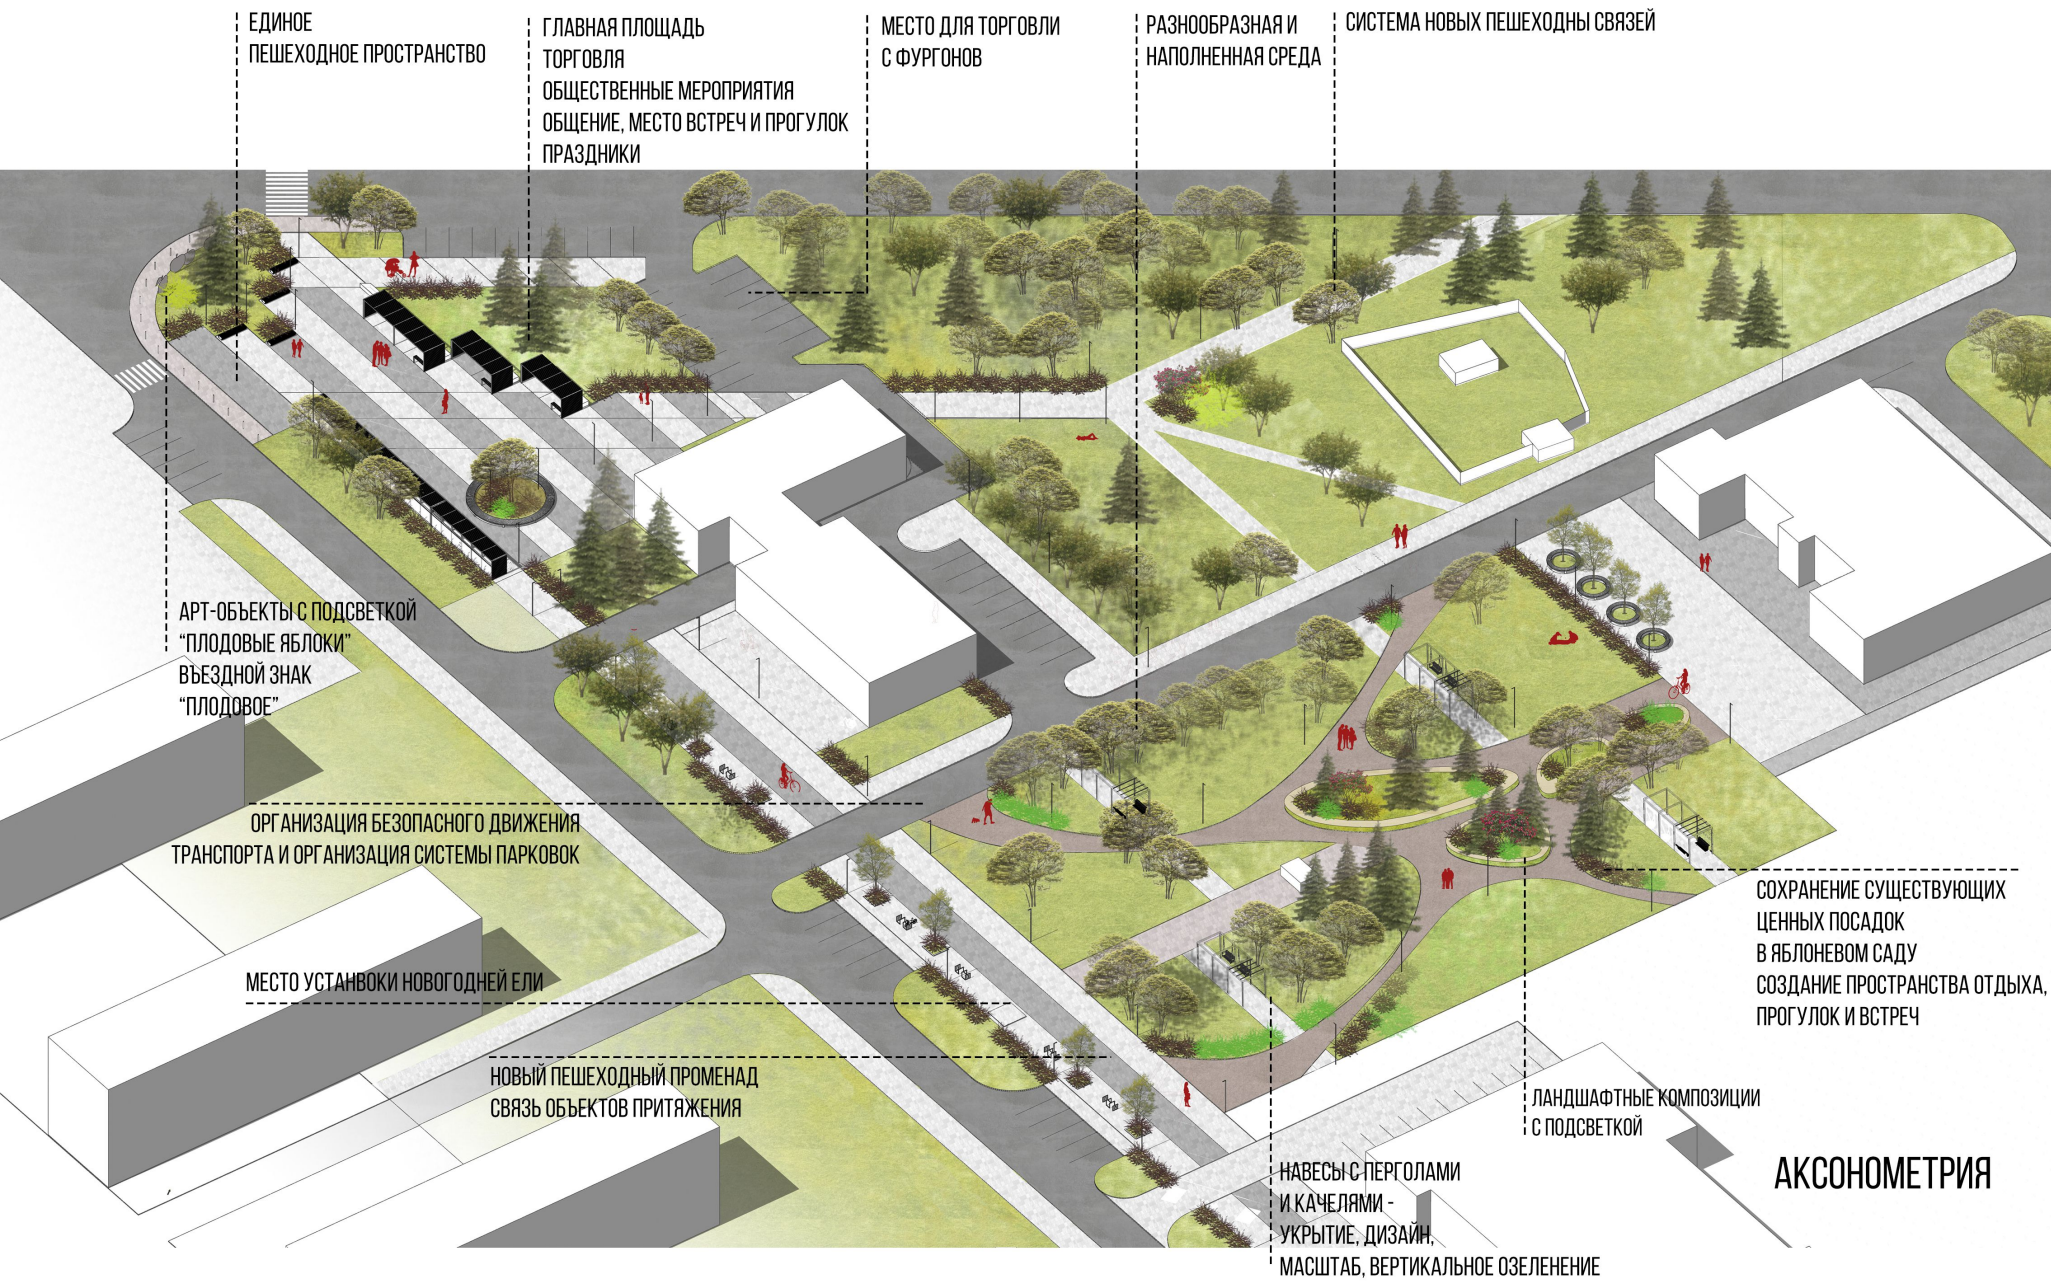 ЕДИНОЕ
ПЕШЕХОДНОЕ ПРОСТРАНСТВО
ГЛАВНАЯ ПЛОЩАДЬ
ТОРГОВЛЯ
ОБЩЕСТВЕННЫЕ МЕРОПРИЯТИЯ
ОБЩЕНИЕ, МЕСТО ВСТРЕЧ И ПРОГУЛОК
ПРАЗДНИКИ
МЕСТО ДЛЯ ТОРГОВЛИ
С ФУРГОНОВ
РАЗНООБРАЗНАЯ И
НАПОЛНЕННАЯ СРЕДА
СИСТЕМА НОВЫХ ПЕШЕХОДНЫ СВЯЗЕЙ
АРТ-ОБЪЕКТЫ С ПОДСВЕТКОЙ
“ПЛОДОВЫЕ ЯБЛОКИ”
ВЪЕЗДНОЙ ЗНАК
“ПЛОДОВОЕ”
ОРГАНИЗАЦИЯ БЕЗОПАСНОГО ДВИЖЕНИЯ
ТРАНСПОРТА И ОРГАНИЗАЦИЯ СИСТЕМЫ ПАРКОВОК
МЕСТО УСТАНВОКИ НОВОГОДНЕЙ ЕЛИ
НОВЫЙ ПЕШЕХОДНЫЙ ПРОМЕНАД
СВЯЗЬ ОБЪЕКТОВ ПРИТЯЖЕНИЯ
СОХРАНЕНИЕ СУЩЕСТВУЮЩИХ
ЦЕННЫХ ПОСАДОК
В ЯБЛОНЕВОМ САДУ
СОЗДАНИЕ ПРОСТРАНСТВА ОТДЫХА,
ПРОГУЛОК И ВСТРЕЧ
ЛАНДШАФТНЫЕ КОМПОЗИЦИИ
С ПОДСВЕТКОЙ
НАВЕСЫ С ПЕРГОЛАМИ
И КАЧЕЛЯМИ -
УКРЫТИЕ, ДИЗАЙН,
МАСШТАБ, ВЕРТИКАЛЬНОЕ ОЗЕЛЕНЕНИЕ
АКСОНОМЕТРИЯ